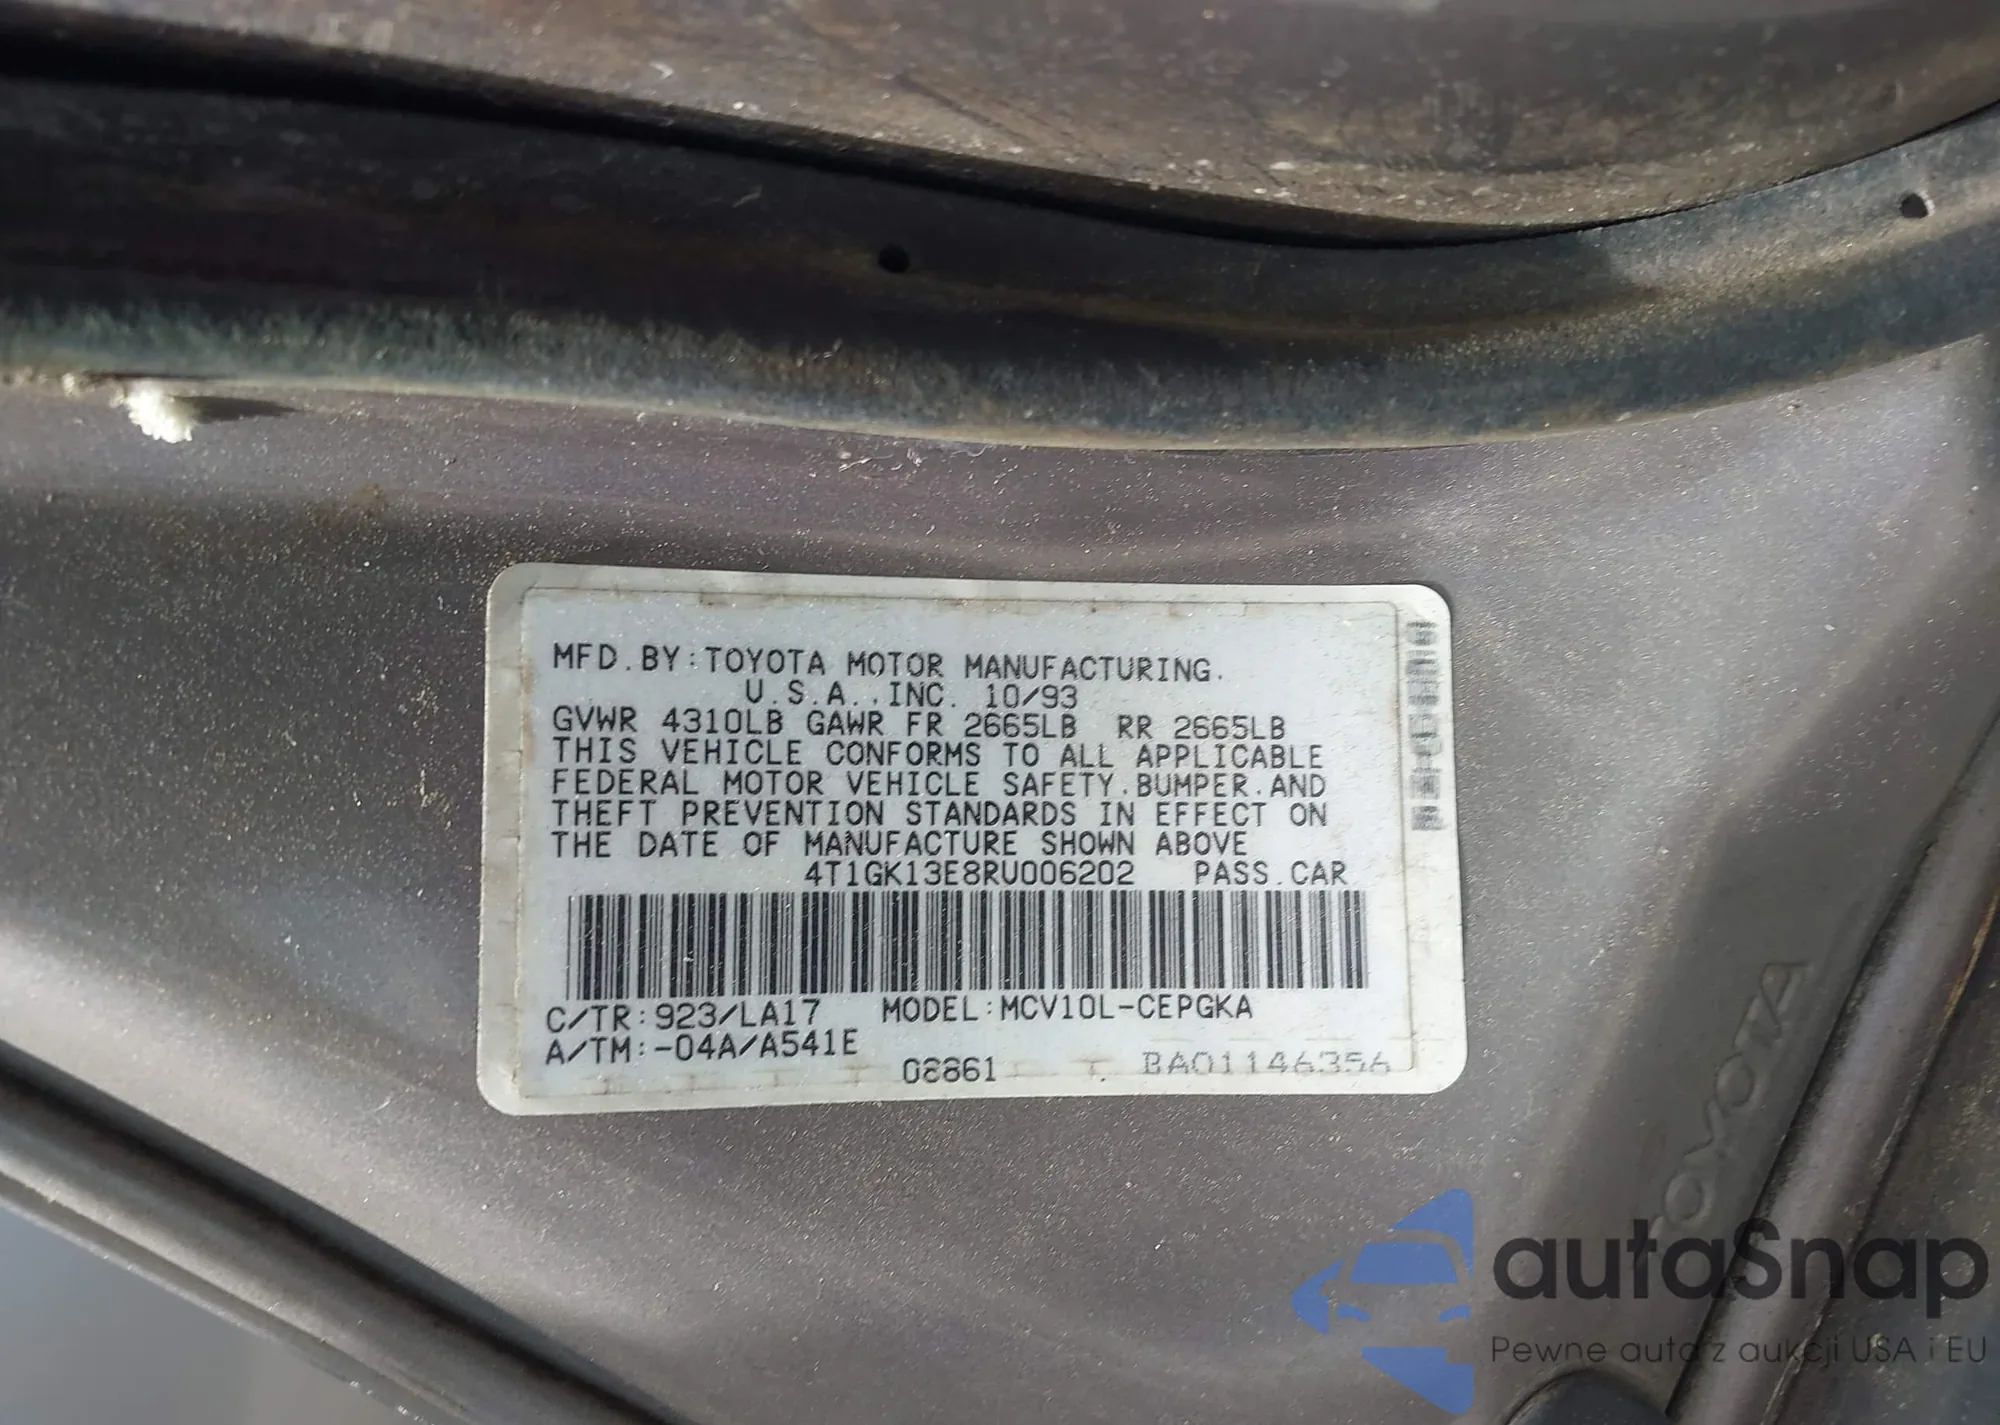 MFD.BY:TOYOTA MOTOR MANUFACTURING.
U.S.A.,INC. 10/93
GVWR 4310LB GAWR FR 2665LB RR 2665LB
THIS VEHICLE CONFORMS TO ALL APPLICABLE
FEDERAL MOTOR VEHICLE SAFETY.BUMPER.AND
THEFT PREVENTION STANDARDS IN EFFECT ON
THE DATE OF MANUFACTURE SHOWN ABOVE
4T1GK13E8RU006202 PASS.CAR
C/TR:923/LA17 MODEL:MCV10L-CEPGKA
A/TM:-04A/A541E
08861 BA01146356
TOYOTA
autaSnap
Pewne auta z aukcji USA i EU